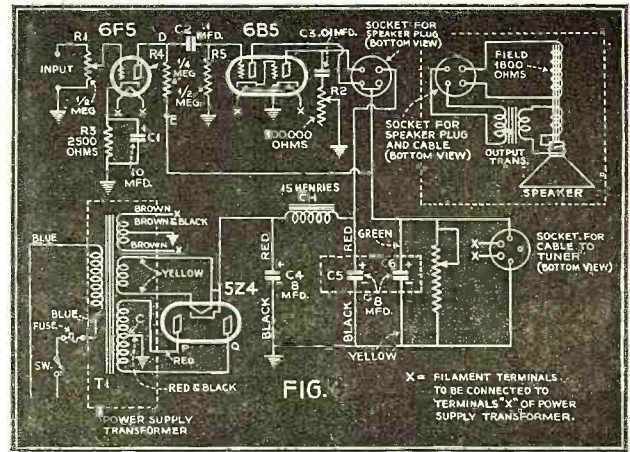 6F5
C2
.1
MFD.
6B5
C3 .01 MFD.
SOCKET FOR
SPEAKER PLUG
(BOTTOM VIEW)
FIELD
1800
OHMS
R1
INPUT
1/2
MEG
D
R4
1/4
MEG
1/2
MEG
R5
E
X
X
X
X
R2
100,000
OHMS
R3
2500
OHMS
C1
10
MFD.
SOCKET FOR
SPEAKER PLUG
AND CABLE
(BOTTOM VIEW)
OUTPUT
TRANS.
SPEAKER
15 HENRIES
CH
BROWN X
BROWN & BLACK
BROWN X
BLUE
YELLOW
5Z4
RED
C4
8
MFD.
BLACK
RED
GREEN
C5
C6
8
MFD.
BLACK
YELLOW
X
X
SOCKET FOR
CABLE TO
TUNER
(BOTTOM VIEW)
BLUE
FUSE
SW.
T1
C
P
Q
RED
RED & BLACK
POWER SUPPLY
TRANSFORMER
FIG.
X = FILAMENT TERMINALS
TO BE CONNECTED TO
TERMINALS "X" OF POWER
SUPPLY TRANSFORMER.